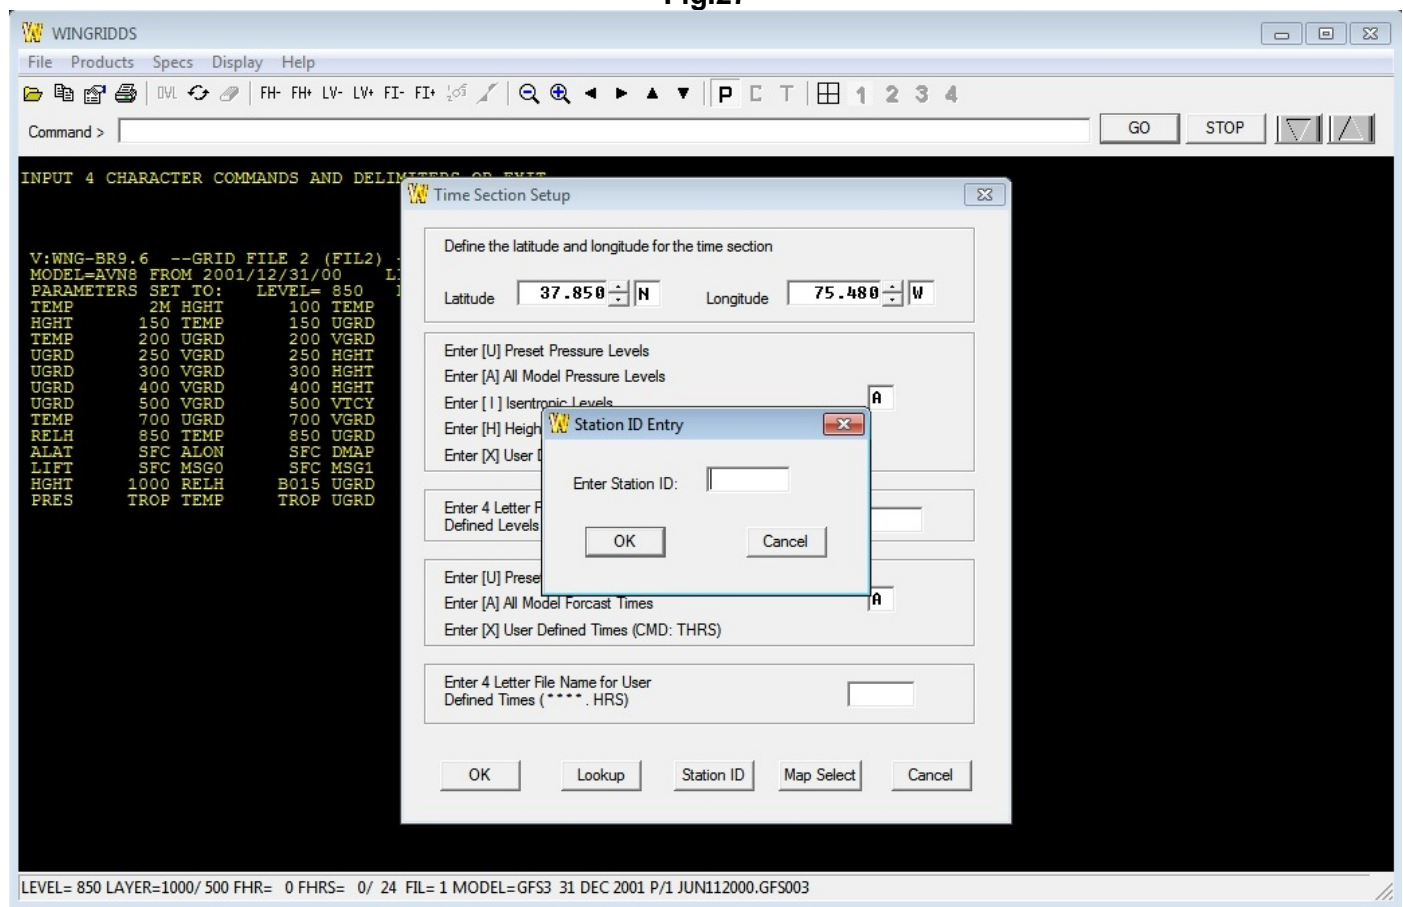 WINGRIDDS
File Products Specs Display Help
FH- FH+ LV- LV+ FI- FI+ P C T 1 2 3 4
Command > GO STOP
INPUT 4 CHARACTER COMMANDS AND
Time Section Setup
Define the latitude and longitude for the time section
Latitude 37.850 N Longitude 75.480 W
Enter [U] Preset Pressure Levels
Enter [A] All Model Pressure Levels
Enter [ I ] Isentropic Levels
A
Enter [H]
Enter [X] User
Station ID Entry
Enter Station ID:
OK Cancel
Enter 4 Letter
Defined Levels
Enter [U]
Enter [A] All Model Forcast Times
A
Enter [X] User Defined Times (CMD: THRS)
Enter 4 Letter File Name for User
Defined Times ( * * * * . HRS)
OK Lookup Station ID Map Select Cancel
V:WNG-BR9.6 --GRID FILE 2 (FIL2)
MODEL=AVN8 FROM 2001/12/31/00
PARAMETERS SET TO: LEVEL= 850
TEMP 2M HGHT 100 TEMP
HGHT 150 TEMP 150 UGRD
TEMP 200 UGRD 200 VGRD
UGRD 250 VGRD 250 HGHT
UGRD 300 VGRD 300 HGHT
UGRD 400 VGRD 400 HGHT
UGRD 500 VGRD 500 VTCY
TEMP 700 UGRD 700 VGRD
RELH 850 TEMP 850 UGRD
ALAT SFC ALON SFC DMAP
LIFT SFC MSG0 SFC MSG1
HGHT 1000 RELH B015 UGRD
PRES TROP TEMP TROP UGRD
LEVEL= 850 LAYER=1000/ 500 FHR= 0 FHRS= 0/ 24 FIL= 1 MODEL=GFS3 31 DEC 2001 P/1 JUN112000.GFS003